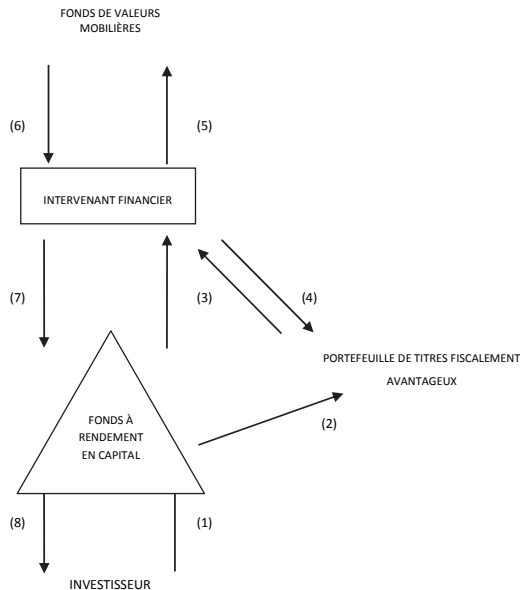 FONDS DE VALEURS
MOBILIÈRES
(6)
(5)
INTERVENANT FINANCIER
(7)
(3)
(4)
PORTEFEUILLE DE TITRES FISCALEMENT
AVANTAGEUX
FONDS À
RENDEMENT
EN CAPITAL
(2)
(8)
(1)
INVESTISSEUR